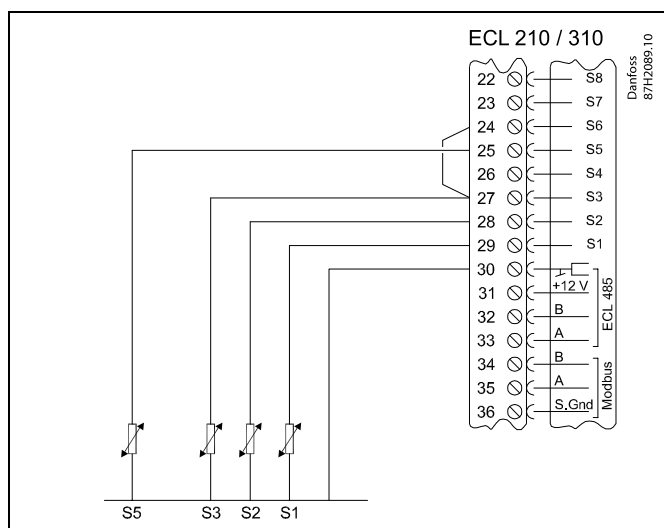 ECL 210 / 310
Danfoss
87H2089.10
22 S8
23 S7
24 S6
25 S5
26 S4
27 S3
28 S2
29 S1
30
31 +12 V
32 B
33 A
ECL 485
34 B
35 A
36 S.Gnd
Modbus
S5 S3 S2 S1